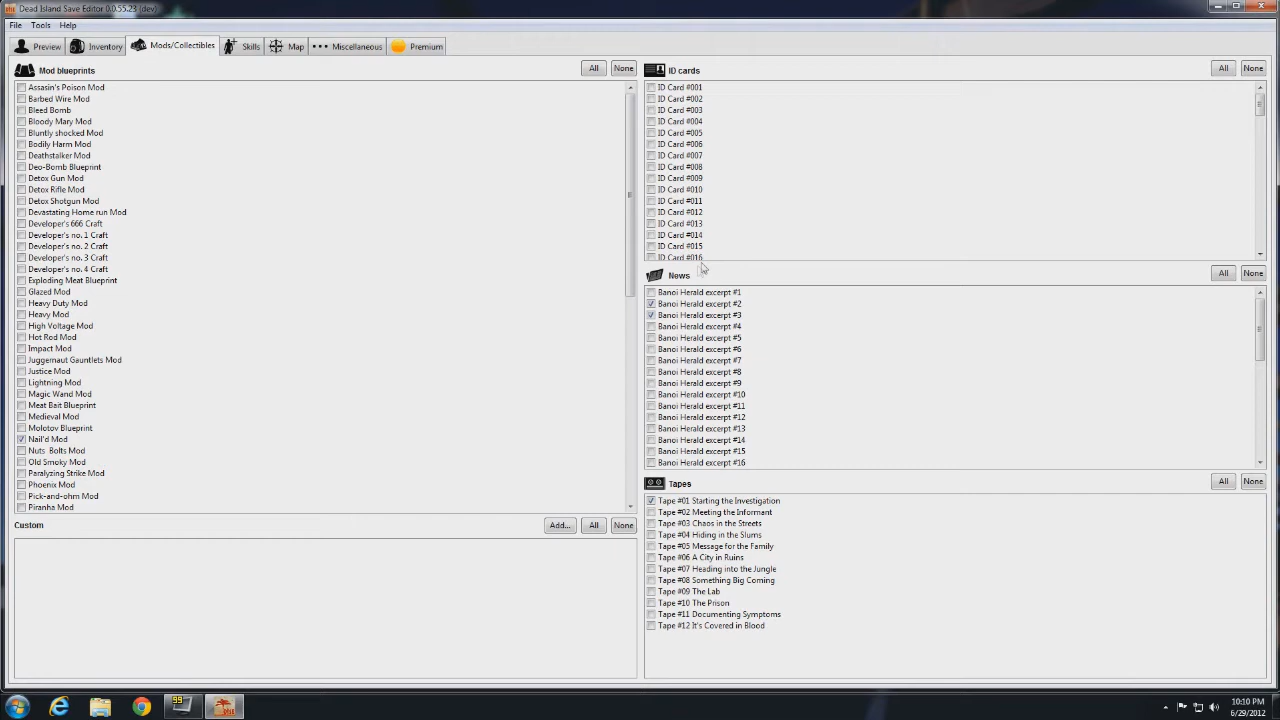 Dead Island Save Editor 0.0.55.23 (dev)
File Tools Help
Preview Inventory Mods/Collectibles Skills Map Miscellaneous Premium
Mod blueprints All None
Assasin's Poison Mod
Barbed Wire Mod
Bleed Bomb
Bloody Mary Mod
Bluntly shocked Mod
Bodily Harm Mod
Deathstalker Mod
Deo-Bomb Blueprint
Detox Gun Mod
Detox Rifle Mod
Detox Shotgun Mod
Devastating Home run Mod
Developer's 666 Craft
Developer's no. 1 Craft
Developer's no. 2 Craft
Developer's no. 3 Craft
Developer's no. 4 Craft
Exploding Meat Blueprint
Glazed Mod
Heavy Duty Mod
Heavy Mod
High Voltage Mod
Hot Rod Mod
Impact Mod
Juggernaut Gauntlets Mod
Justice Mod
Lightning Mod
Magic Wand Mod
Meat Bait Blueprint
Medieval Mod
Molotov Blueprint
Nail'd Mod
Nuts Bolts Mod
Old Smoky Mod
Paralyzing Strike Mod
Phoenix Mod
Pick-and-ohm Mod
Piranha Mod
Custom Add... All None
ID cards All None
ID Card #001
ID Card #002
ID Card #003
ID Card #004
ID Card #005
ID Card #006
ID Card #007
ID Card #008
ID Card #009
ID Card #010
ID Card #011
ID Card #012
ID Card #013
ID Card #014
ID Card #015
ID Card #016
News All None
Banoi Herald excerpt #1
Banoi Herald excerpt #2
Banoi Herald excerpt #3
Banoi Herald excerpt #4
Banoi Herald excerpt #5
Banoi Herald excerpt #6
Banoi Herald excerpt #7
Banoi Herald excerpt #8
Banoi Herald excerpt #9
Banoi Herald excerpt #10
Banoi Herald excerpt #11
Banoi Herald excerpt #12
Banoi Herald excerpt #13
Banoi Herald excerpt #14
Banoi Herald excerpt #15
Banoi Herald excerpt #16
Tapes All None
Tape #01 Starting the Investigation
Tape #02 Meeting the Informant
Tape #03 Chaos in the Streets
Tape #04 Hiding in the Slums
Tape #05 Message for the Family
Tape #06 A City in Ruins
Tape #07 Heading into the Jungle
Tape #08 Something Big Coming
Tape #09 The Lab
Tape #10 The Prison
Tape #11 Documenting Symptoms
Tape #12 It's Covered in Blood
99
10:10 PM
6/29/2012